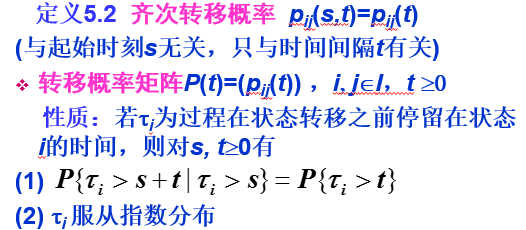 定义5.2 齐次转移概率 pij(s,t)=pij(t)
(与起始时刻s无关，只与时间间隔t有关)
❖ 转移概率矩阵P(t)=(pij(t)) ，i, j∈I，t ≥0
性质：若τi为过程在状态转移之前停留在状态
i的时间，则对s, t≥0有
(1) P{τi > s + t | τi > s} = P{τi > t}
(2) τi 服从指数分布